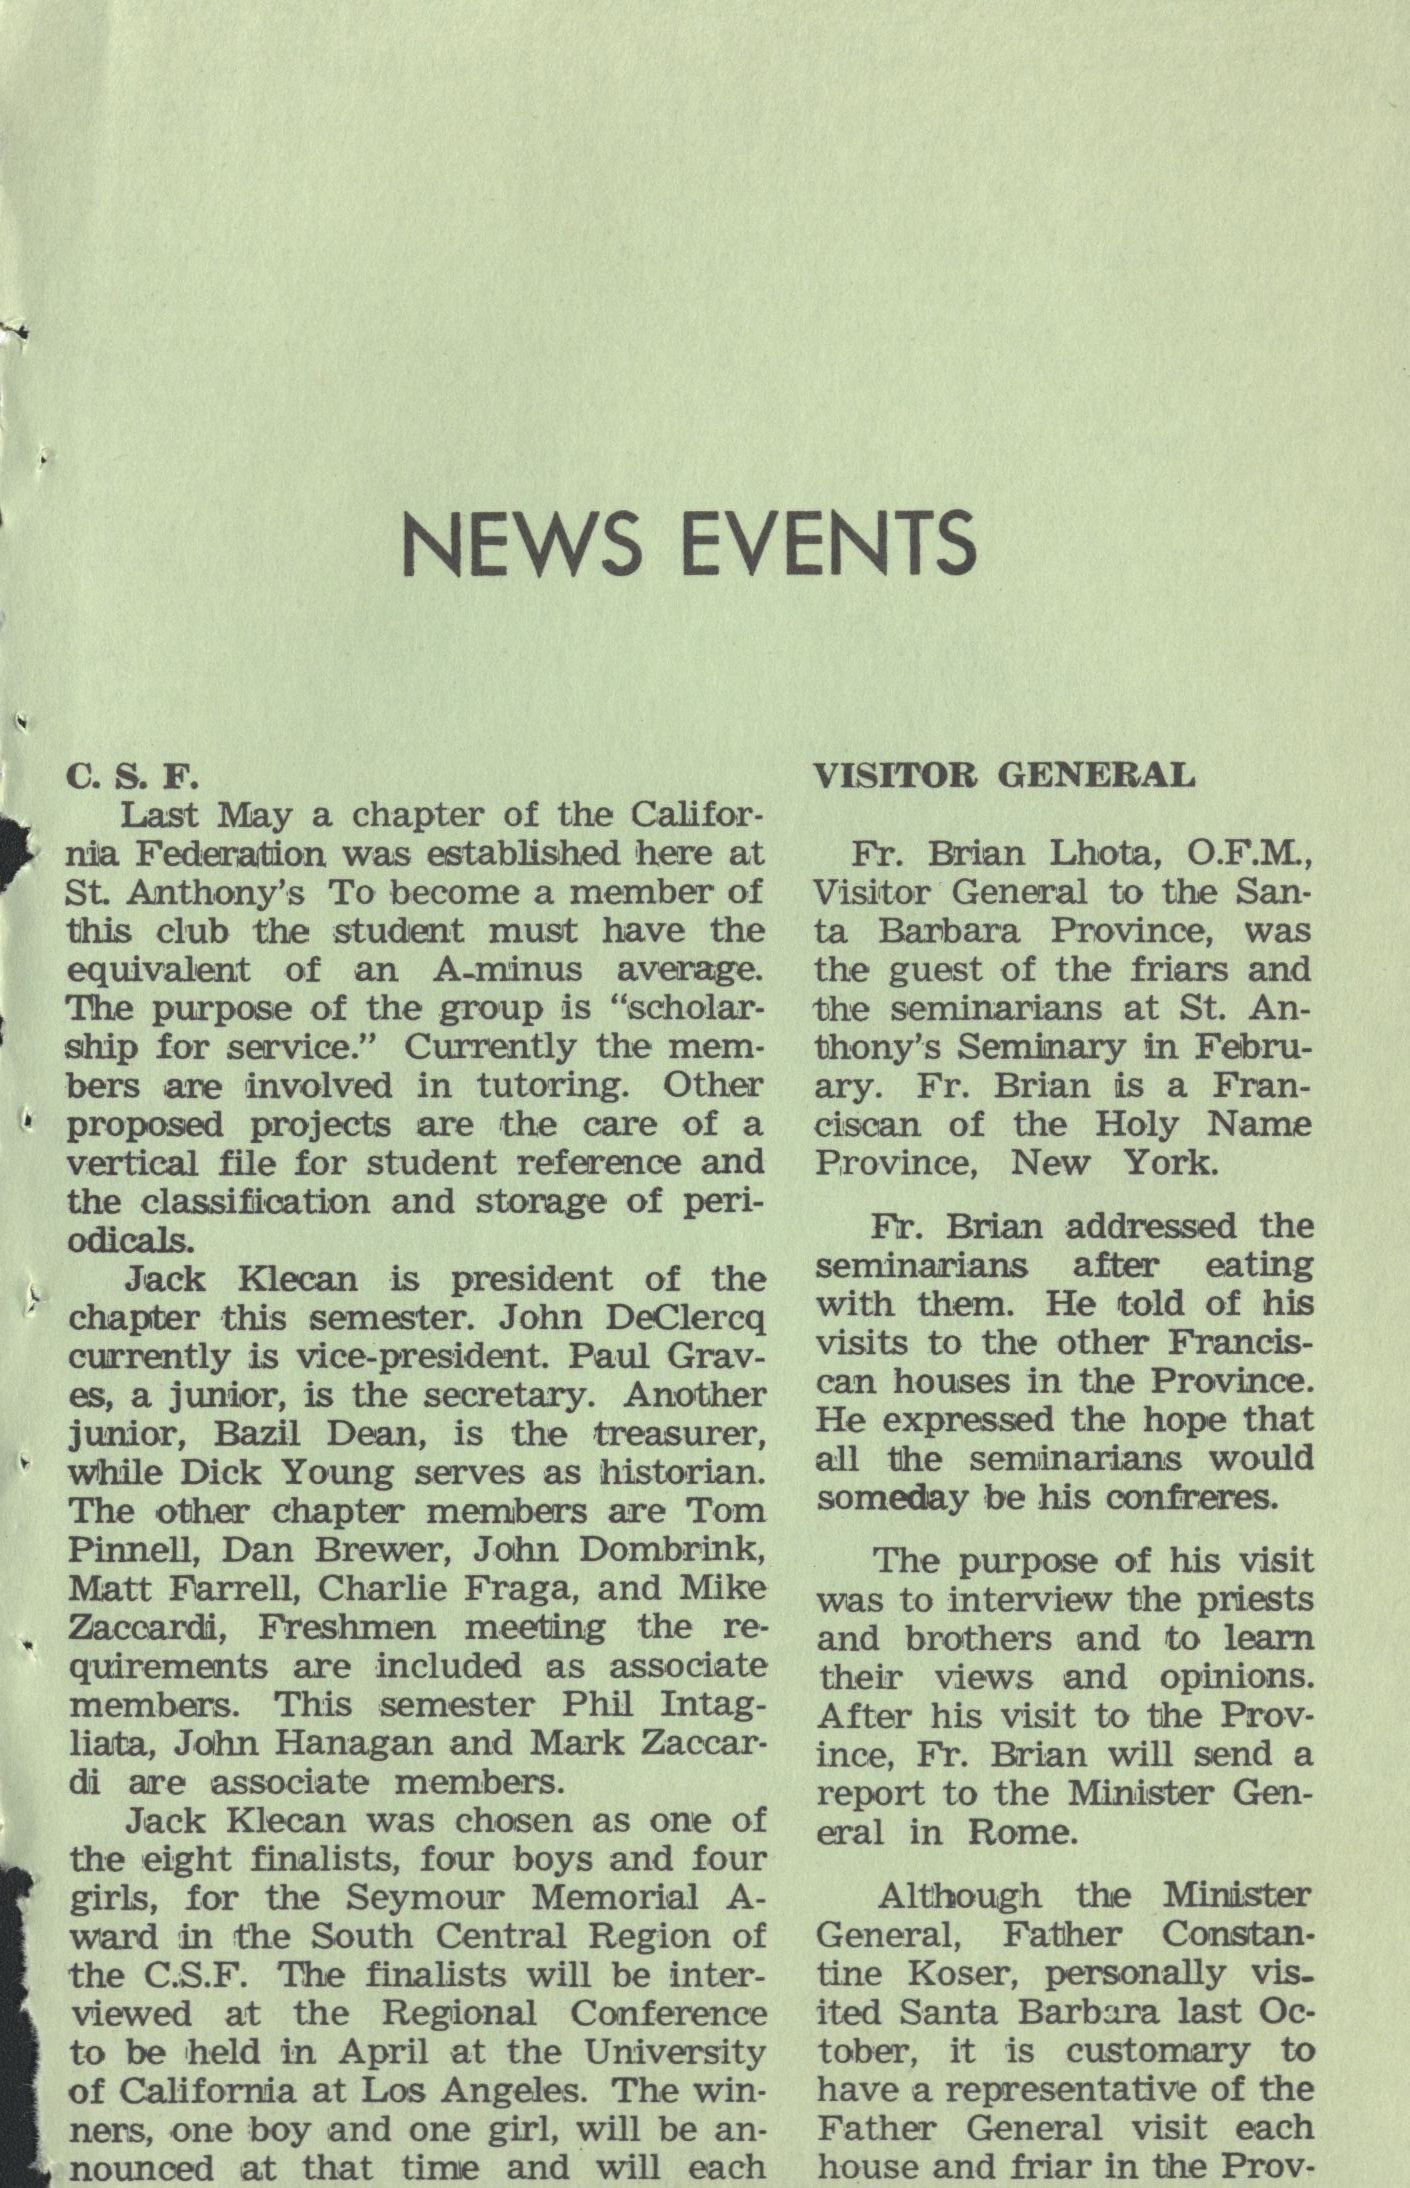 NEWS EVENTS
C. S. F.
Last May a chapter of the Califor-
nia Federation was established here at
St. Anthony's To become a member of
this club the student must have the
equivalent of an A-minus average.
The purpose of the group is "scholar-
ship for service." Currently the mem-
bers are involved in tutoring. Other
proposed projects are the care of a
vertical file for student reference and
the classification and storage of peri-
odicals.
Jack Klecan is president of the
chapter this semester. John DeClercq
currently is vice-president. Paul Grav-
es, a junior, is the secretary. Another
junior, Bazil Dean, is the treasurer,
while Dick Young serves as historian.
The other chapter members are Tom
Pinnell, Dan Brewer, John Dombrink,
Matt Farrell, Charlie Fraga, and Mike
Zaccardi, Freshmen meeting the re-
quirements are included as associate
members. This semester Phil Intag-
liata, John Hanagan and Mark Zaccar-
di are associate members.
Jack Klecan was chosen as one of
the eight finalists, four boys and four
girls, for the Seymour Memorial A-
ward in the South Central Region of
the C.S.F. The finalists will be inter-
viewed at the Regional Conference
to be held in April at the University
of California at Los Angeles. The win-
ners, one boy and one girl, will be an-
nounced at that time and will each
VISITOR GENERAL
Fr. Brian Lhota, O.F.M.,
Visitor General to the San-
ta Barbara Province, was
the guest of the friars and
the seminarians at St. An-
thony's Seminary in Febru-
ary. Fr. Brian is a Fran-
ciscan of the Holy Name
Province, New York.
Fr. Brian addressed the
seminarians after eating
with them. He told of his
visits to the other Francis-
can houses in the Province.
He expressed the hope that
all the seminarians would
someday be his confreres.
The purpose of his visit
was to interview the priests
and brothers and to learn
their views and opinions.
After his visit to the Prov-
ince, Fr. Brian will send a
report to the Minister Gen-
eral in Rome.
Although the Minister
General, Father Constan-
tine Koser, personally vis-
ited Santa Barbara last Oc-
tober, it is customary to
have a representative of the
Father General visit each
house and friar in the Prov-